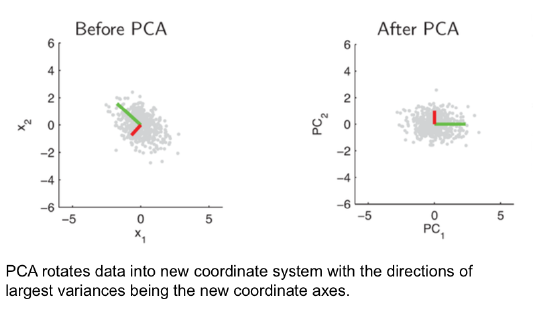 Before PCA
6
4
2
0
−2
−4
−6
x2
−5
0
5
x1
After PCA
6
4
2
0
−2
−4
−6
PC2
−5
0
5
PC1
PCA rotates data into new coordinate system with the directions of
largest variances being the new coordinate axes.